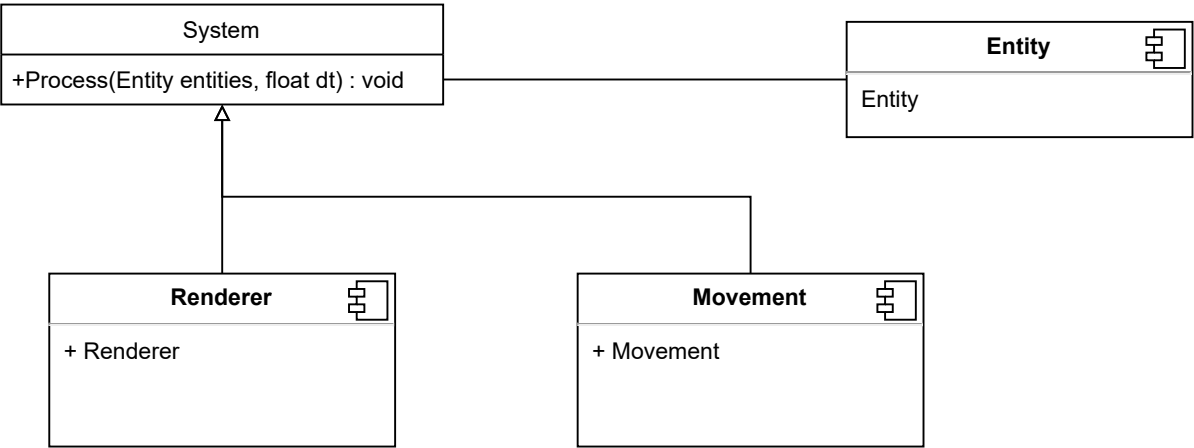 System
+Process(Entity entities, float dt) : void
Entity
Entity
Renderer
+ Renderer
Movement
+ Movement